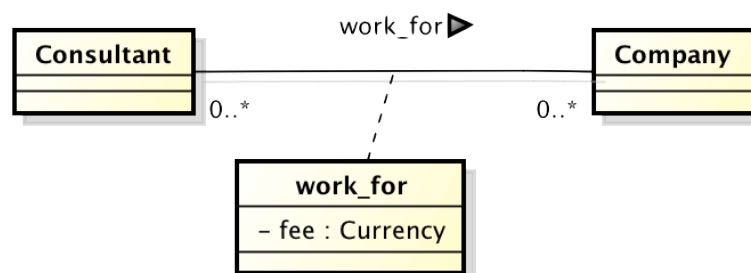 work_for
Consultant
Company
0..*
0..*
work_for
- fee : Currency